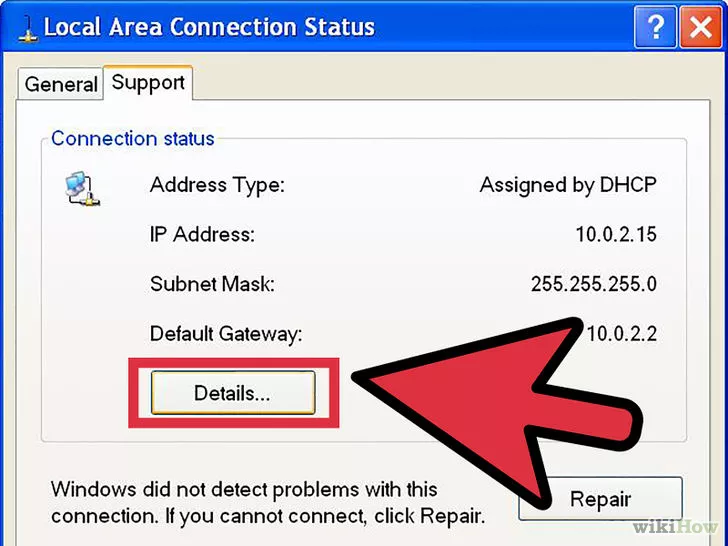 Local Area Connection Status
?
General
Support
Connection status
Address Type: Assigned by DHCP
IP Address: 10.0.2.15
Subnet Mask: 255.255.255.0
Default Gateway: 10.0.2.2
Details...
Windows did not detect problems with this
connection. If you cannot connect, click Repair.
Repair
wikiHow